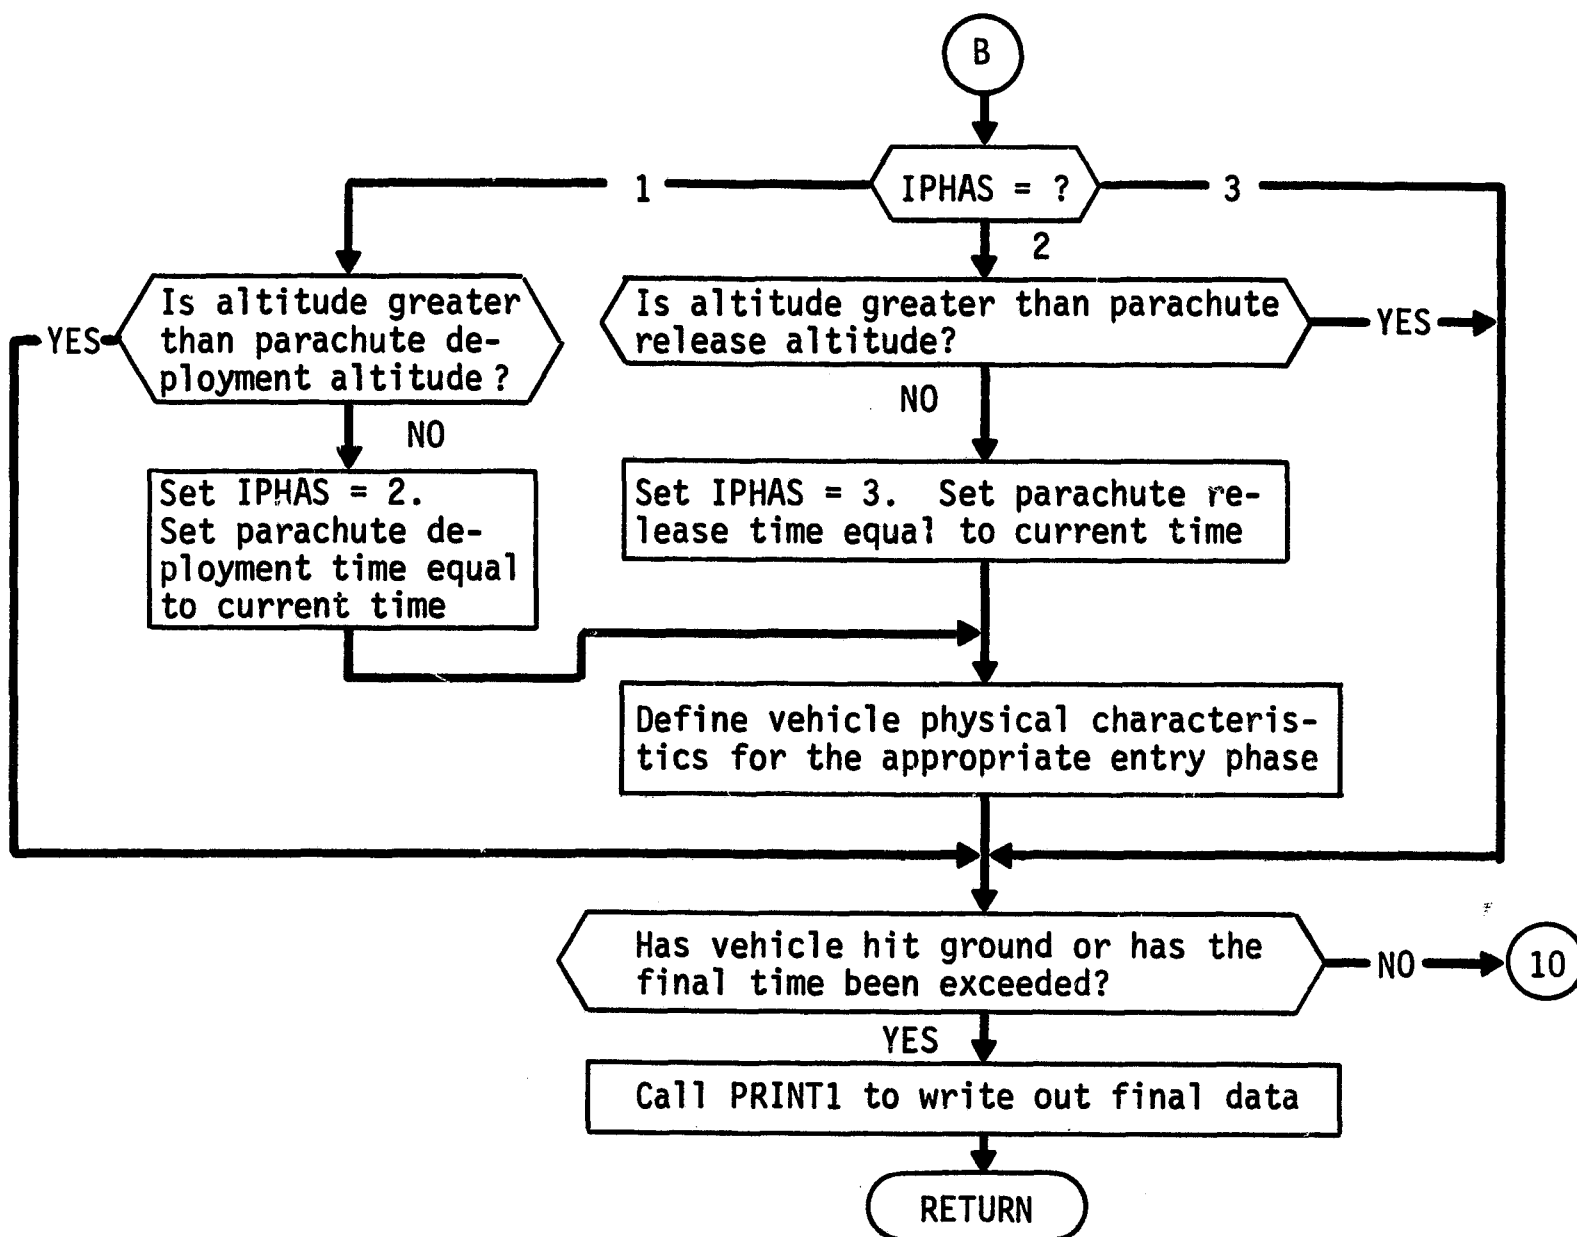 B
IPHAS = ?
1
3
2
Is altitude greater
than parachute de-
ployment altitude?
YES
NO
Is altitude greater than parachute
release altitude?
YES
NO
Set IPHAS = 2.
Set parachute de-
ployment time equal
to current time
Set IPHAS = 3. Set parachute re-
lease time equal to current time
Define vehicle physical characteris-
tics for the appropriate entry phase
Has vehicle hit ground or has the
final time been exceeded?
NO
10
YES
Call PRINT1 to write out final data
RETURN